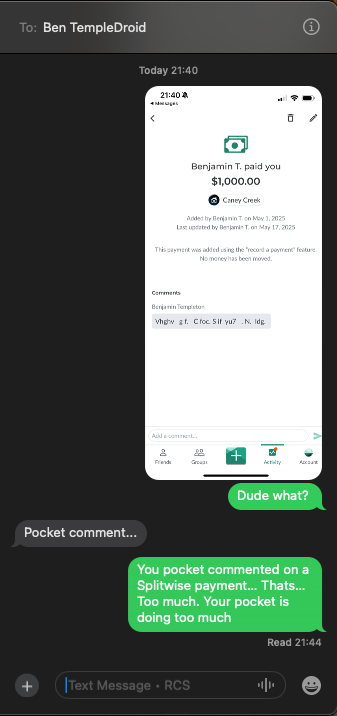 To: Ben TempleDroid
Today 21:40
21:40
Messages
Benjamin T. paid you
$1,000.00
Caney Creek
Added by Benjamin T. on May 1, 2025
Last updated by Benjamin T. on May 17, 2025
This payment was added using the "record a payment" feature.
No money has been moved.
Comments
Benjamin Templeton
Vhghv g f. C foc. S if yu7 . N. ldg.
Add a comment...
Friends
Groups
Activity
Account
Dude what?
Pocket comment...
You pocket commented on a
Splitwise payment... Thats...
Too much. Your pocket is
doing too much
Read 21:44
Text Message • RCS